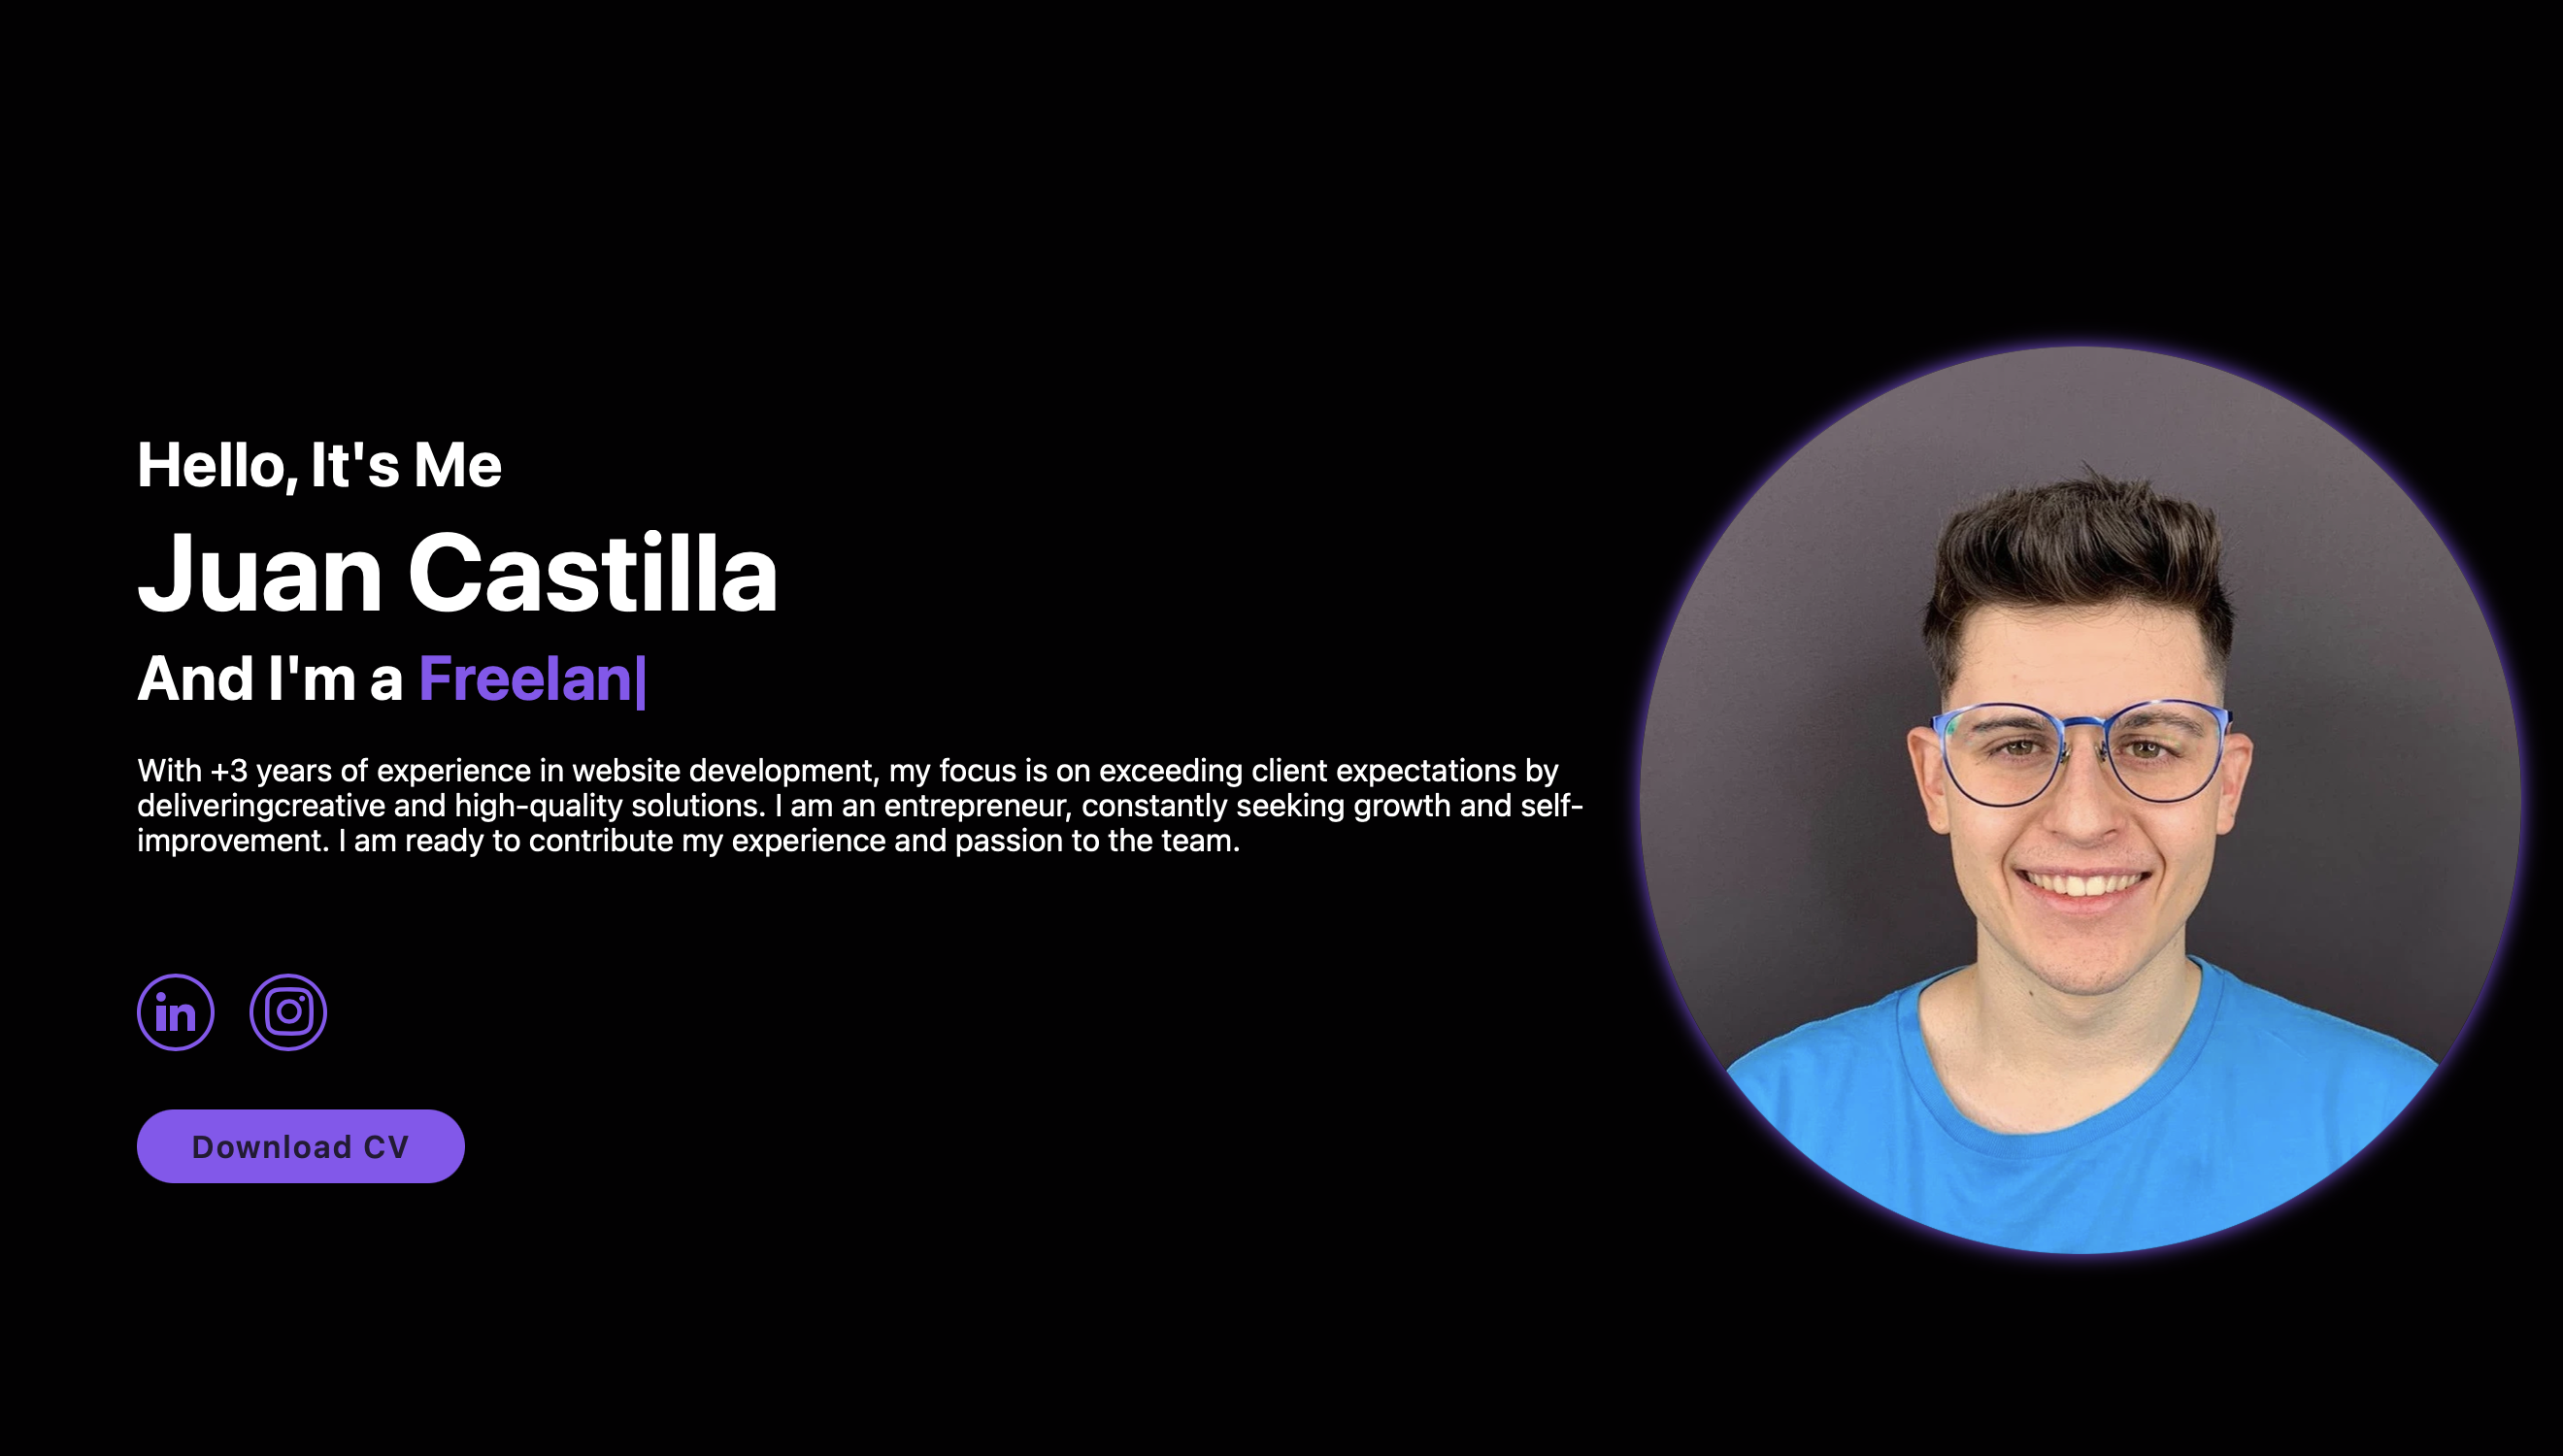 Hello, It's Me
Juan Castilla
And I'm a Freelan|
With +3 years of experience in website development, my focus is on exceeding client expectations by
deliveringcreative and high-quality solutions. I am an entrepreneur, constantly seeking growth and self-
improvement. I am ready to contribute my experience and passion to the team.
in
Download CV